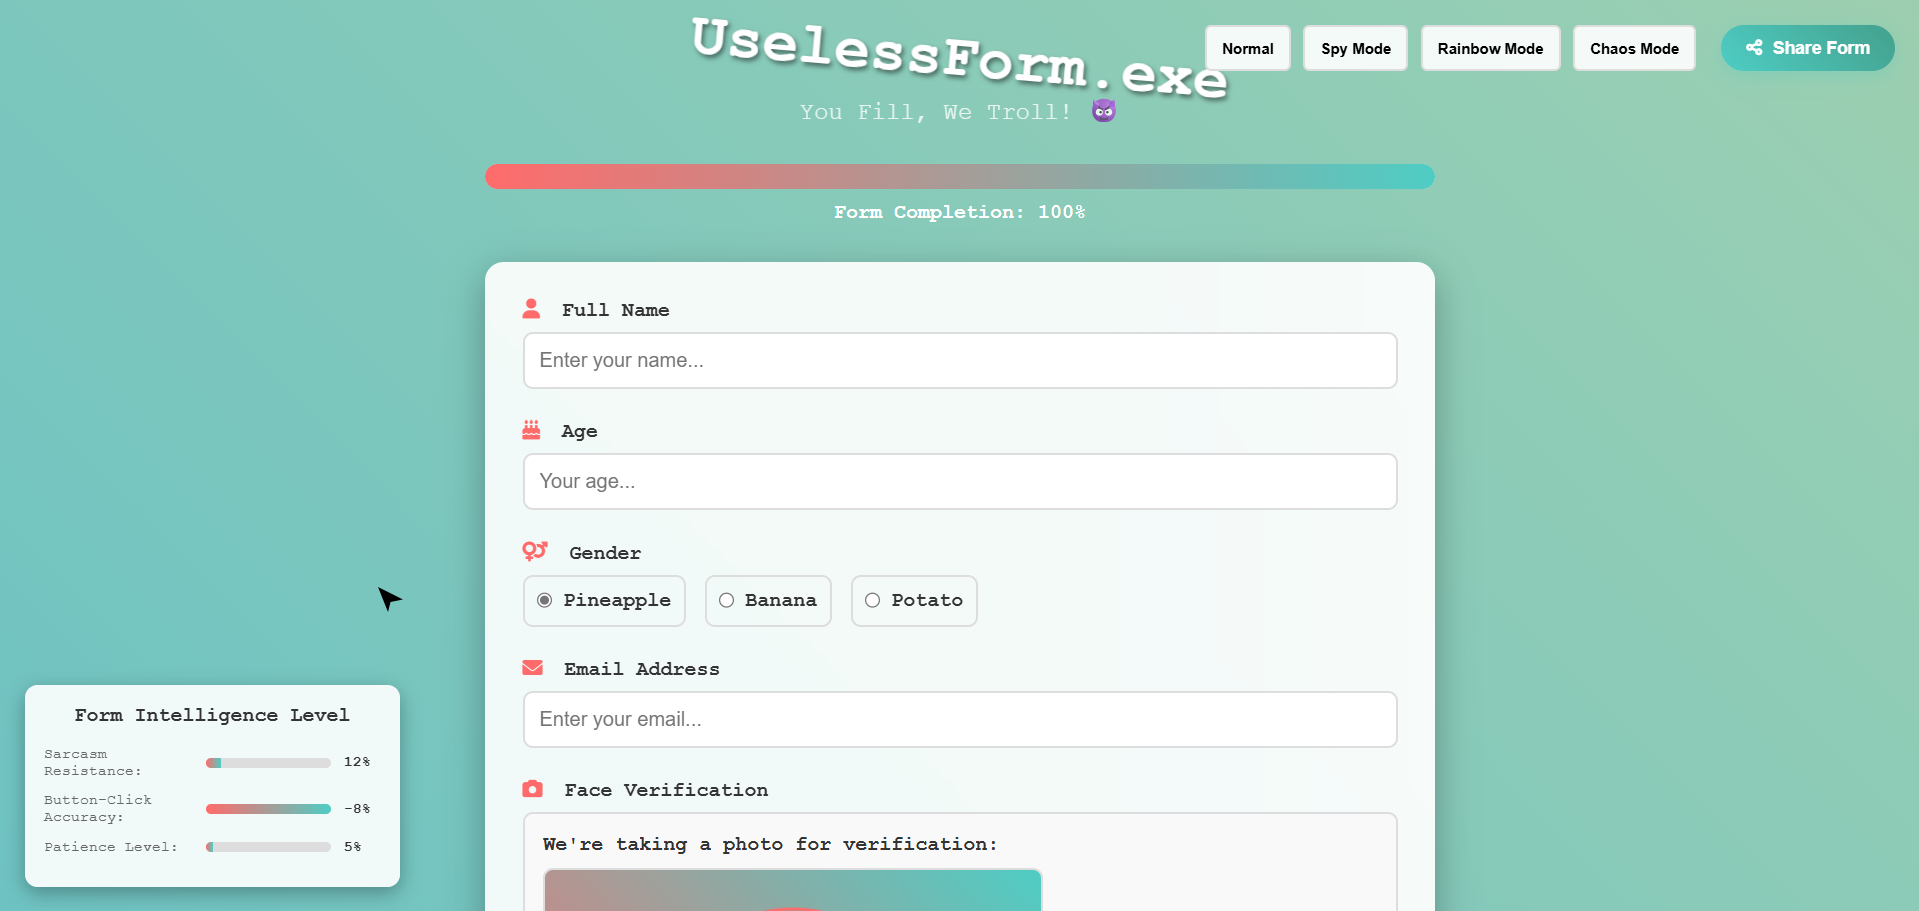 UselessForm.exe
You Fill, We Troll! 😈
Normal
Spy Mode
Rainbow Mode
Chaos Mode
Share Form
Form Completion: 100%
Full Name
Enter your name...
Age
Your age...
Gender
Pineapple
Banana
Potato
Email Address
Enter your email...
Face Verification
We're taking a photo for verification:
Form Intelligence Level
Sarcasm
Resistance:
12%
Button-Click
Accuracy:
-8%
Patience Level:
5%